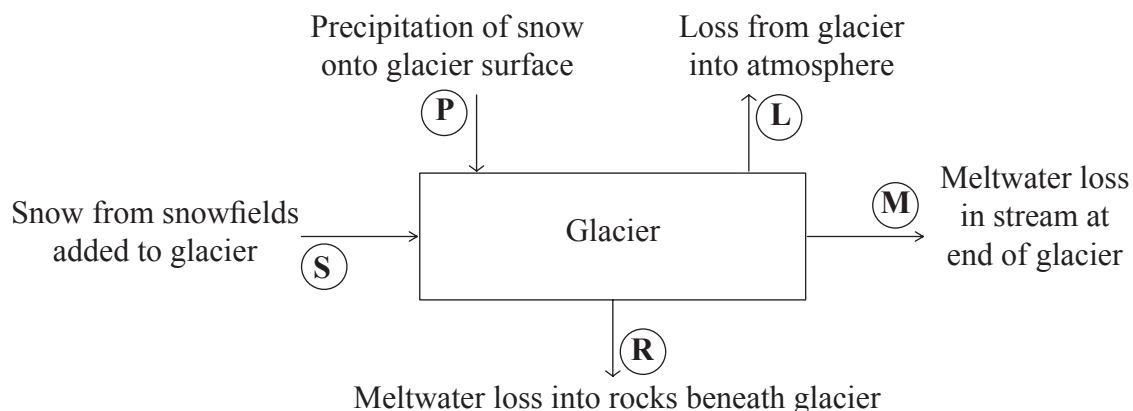 Precipitation of snow
onto glacier surface
P
Loss from glacier
into atmosphere
L
Snow from snowfields
added to glacier
S
Glacier
M
Meltwater loss
in stream at
end of glacier
R
Meltwater loss into rocks beneath glacier